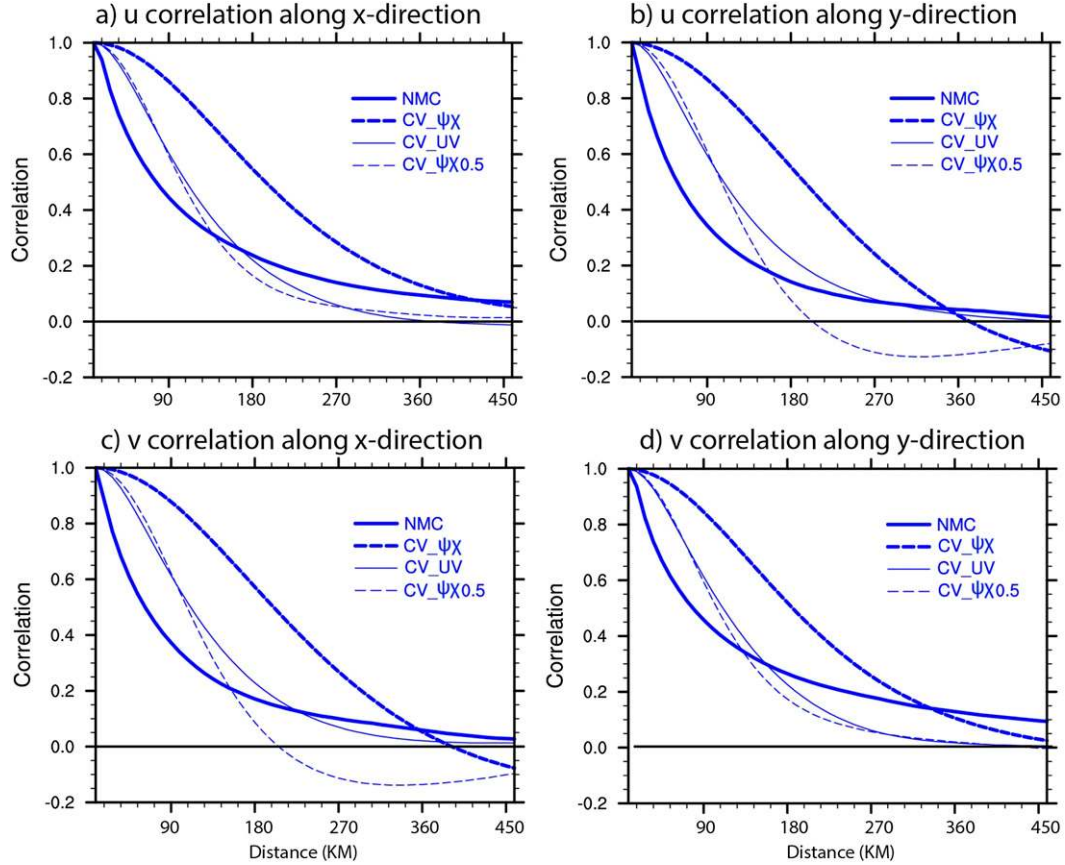 a) u correlation along x-direction
1.0
0.8
0.6
0.4
0.2
0.0
-0.2
Correlation
NMC
CV_ψχ
CV_UV
CV_ψχ0.5
90 180 270 360 450
b) u correlation along y-direction
1.0
0.8
0.6
0.4
0.2
0.0
-0.2
Correlation
NMC
CV_ψχ
CV_UV
CV_ψχ0.5
90 180 270 360 450
c) v correlation along x-direction
1.0
0.8
0.6
0.4
0.2
0.0
-0.2
Correlation
NMC
CV_ψχ
CV_UV
CV_ψχ0.5
90 180 270 360 450
Distance (KM)
d) v correlation along y-direction
1.0
0.8
0.6
0.4
0.2
0.0
-0.2
Correlation
NMC
CV_ψχ
CV_UV
CV_ψχ0.5
90 180 270 360 450
Distance (KM)